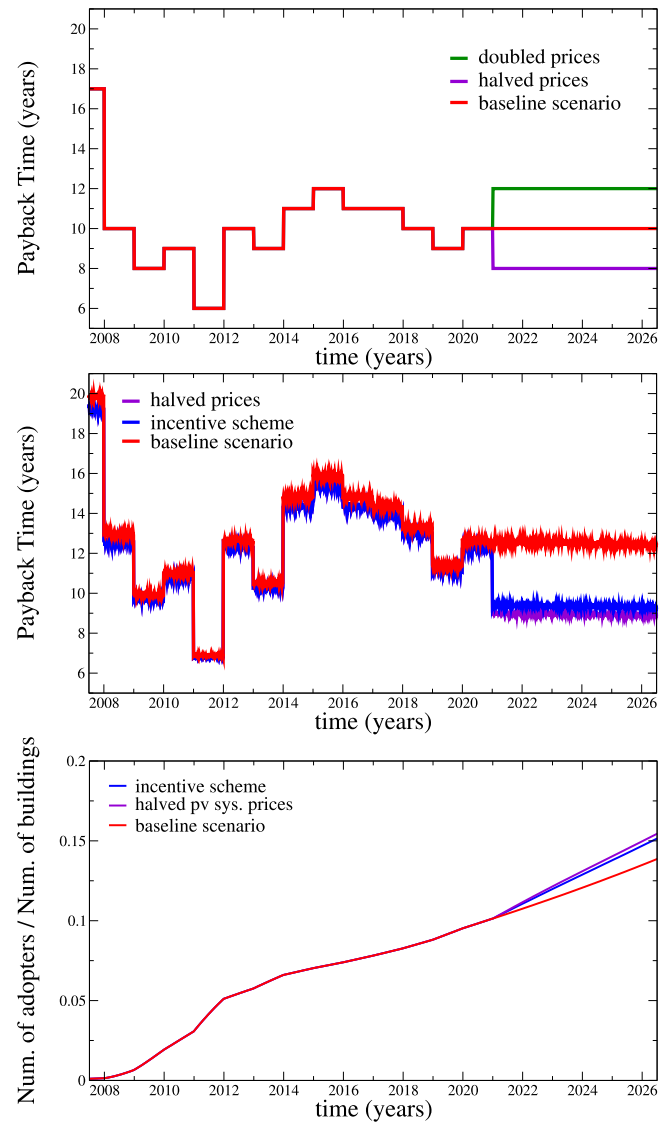 Payback Time (years)
20
18
16
14
12
10
8
6
doubled prices
halved prices
baseline scenario
2008 2010 2012 2014 2016 2018 2020 2022 2024 2026
time (years)
Payback Time (years)
20
18
16
14
12
10
8
6
halved prices
incentive scheme
baseline scenario
2008 2010 2012 2014 2016 2018 2020 2022 2024 2026
time (years)
Num. of adopters / Num. of buildings
0.2
0.15
0.1
0.05
0
incentive scheme
halved pv sys. prices
baseline scenario
2008 2010 2012 2014 2016 2018 2020 2022 2024 2026
time (years)